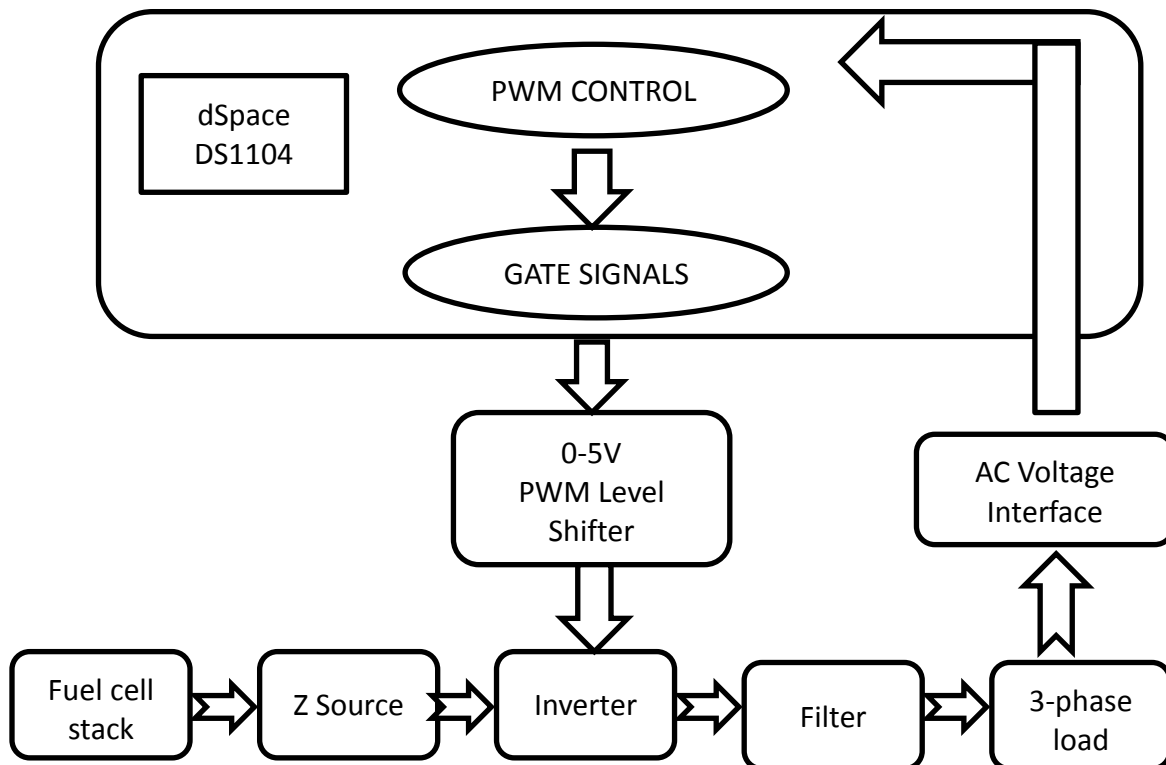 PWM CONTROL
dSpace
DS1104
GATE SIGNALS
0-5V
PWM Level
Shifter
AC Voltage
Interface
Fuel cell
stack
Z Source
Inverter
Filter
3-phase
load